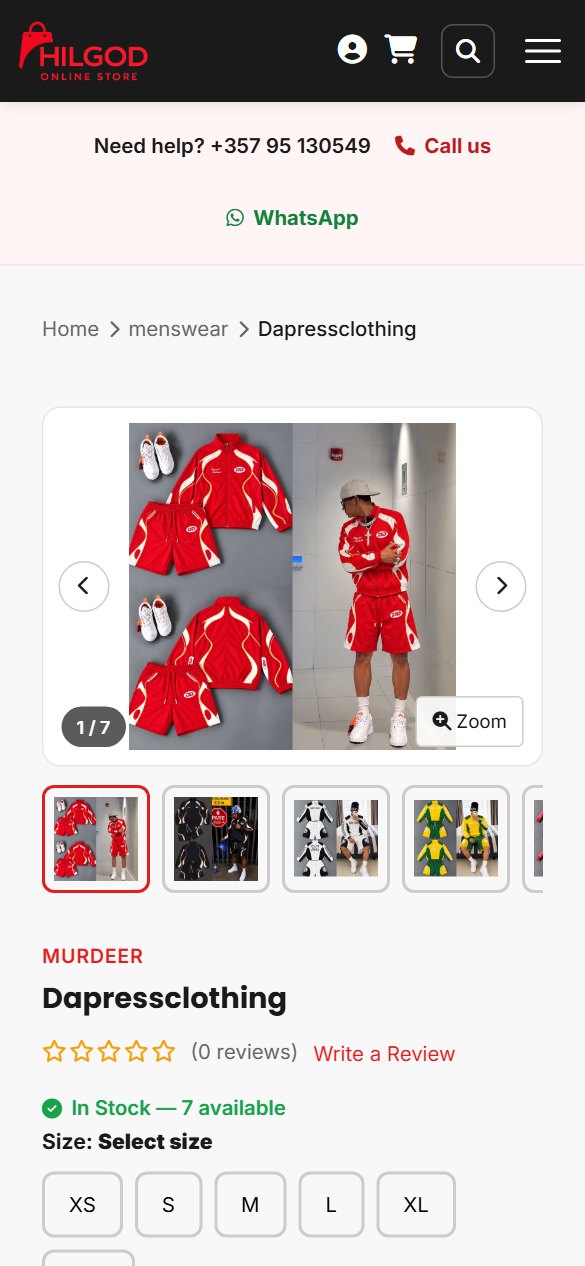 HILGOD
ONLINE STORE
Need help? +357 95 130549 Call us
WhatsApp
Home > menswear > Dapressclothing
1 / 7
Zoom
MURDEER
Dapressclothing
(0 reviews) Write a Review
In Stock — 7 available
Size: Select size
XS S M L XL